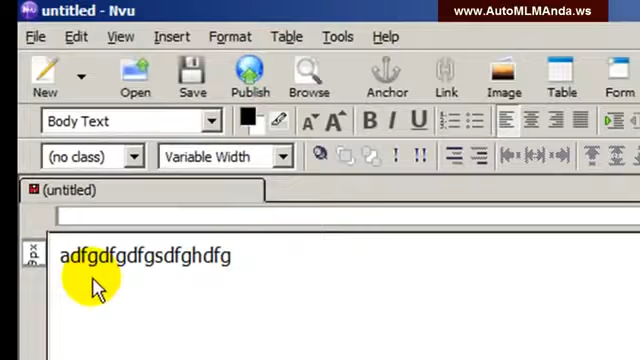 untitled - Nvu
www.AutoMLMAnda.ws
File Edit View Insert Format Table Tools Help
New Open Save Publish Browse Anchor Link Image Table Form
Body Text A A B I U
(no class) Variable Width ! !!
(untitled)
px
adfgdfgdfgsdfghdfg